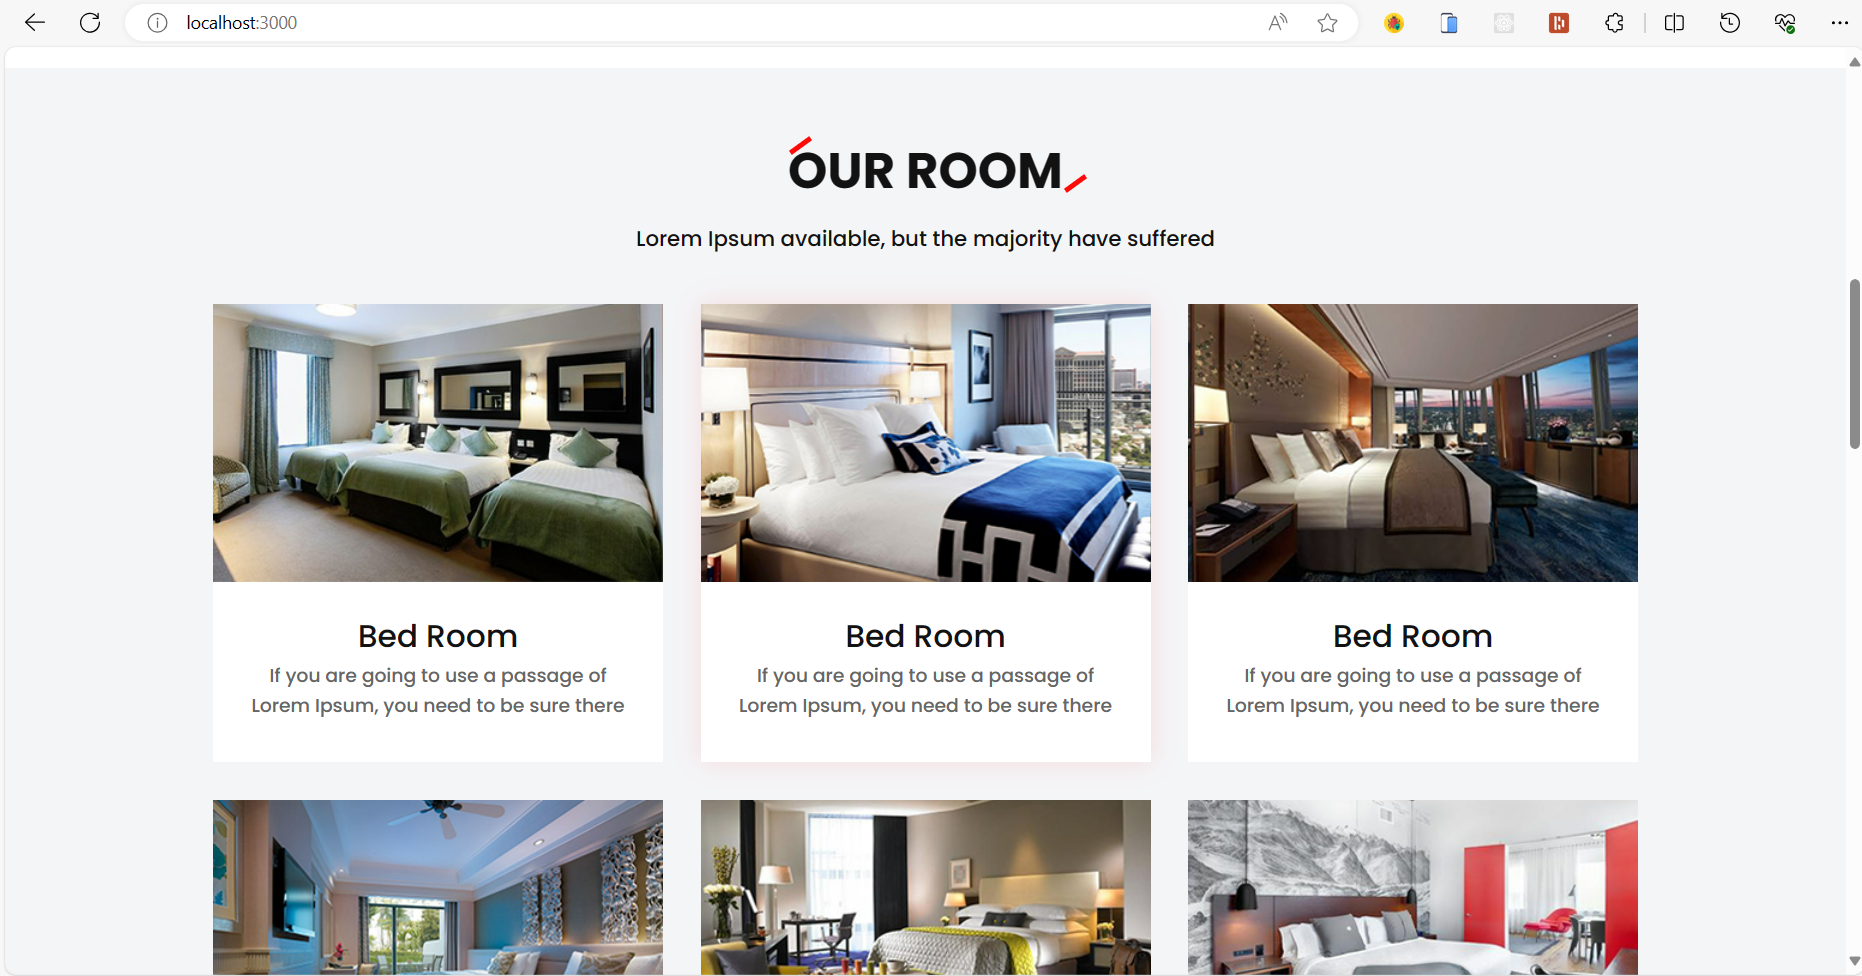 localhost:3000
OUR ROOM
Lorem Ipsum available, but the majority have suffered
Bed Room
If you are going to use a passage of
Lorem Ipsum, you need to be sure there
Bed Room
If you are going to use a passage of
Lorem Ipsum, you need to be sure there
Bed Room
If you are going to use a passage of
Lorem Ipsum, you need to be sure there